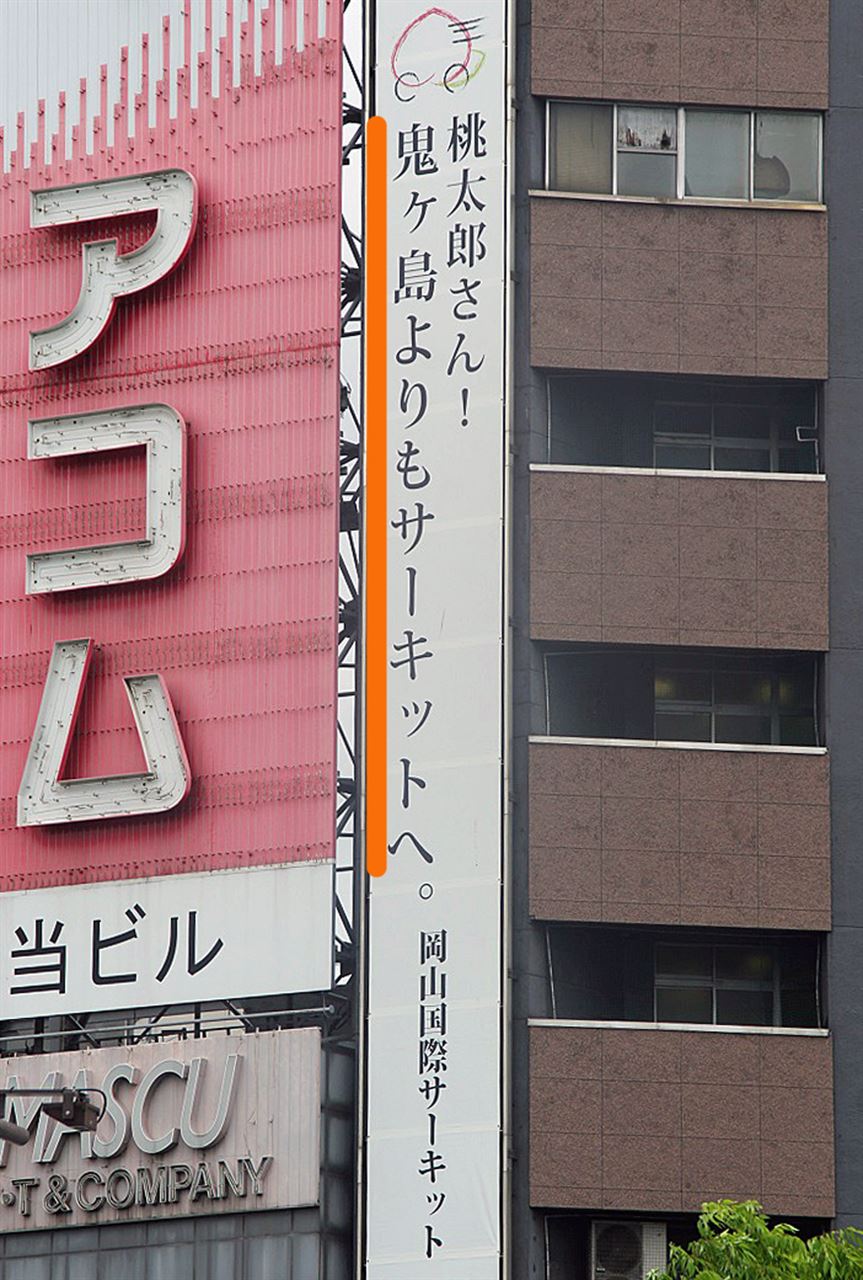 桃太郎さん！
鬼ヶ島よりもサーキットへ。
岡山国際サーキット
アコム
当ビル
MASCU
T & COMPANY